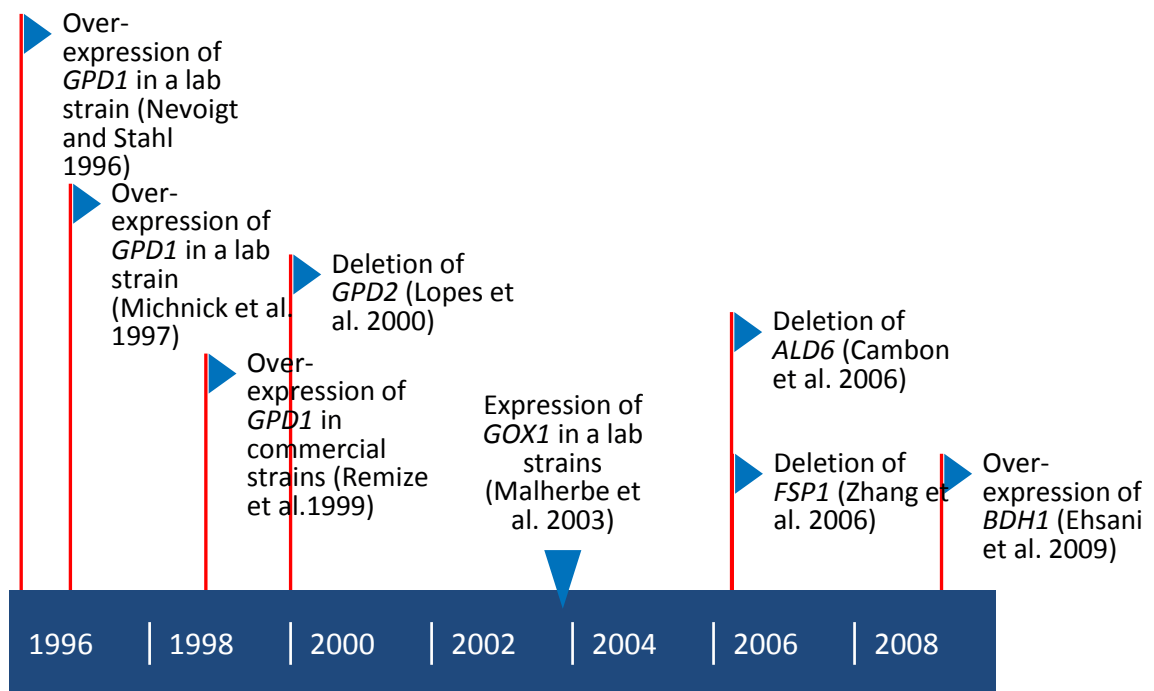 Over-
expression of
GPD1 in a lab
strain (Nevoigt
and Stahl
1996)
Over-
expression of
GPD1 in a lab
strain
(Michnick et al.
1997)
Over-
expression of
GPD1 in
commercial
strains (Remize
et al.1999)
Deletion of
GPD2 (Lopes et
al. 2000)
Expression of
GOX1 in a lab
strains
(Malherbe et
al. 2003)
Deletion of
ALD6 (Cambon
et al. 2006)
Deletion of
FSP1 (Zhang et
al. 2006)
Over-
expression of
BDH1 (Ehsani
et al. 2009)
1996 1998 2000 2002 2004 2006 2008